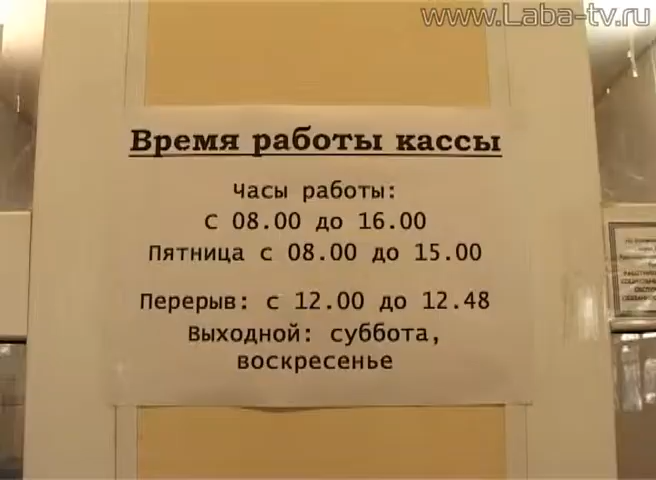 www.Laba-tv.ru
Время работы кассы
Часы работы:
С 08.00 до 16.00
Пятница с 08.00 до 15.00
Перерыв: с 12.00 до 12.48
Выходной: суббота,
воскресенье